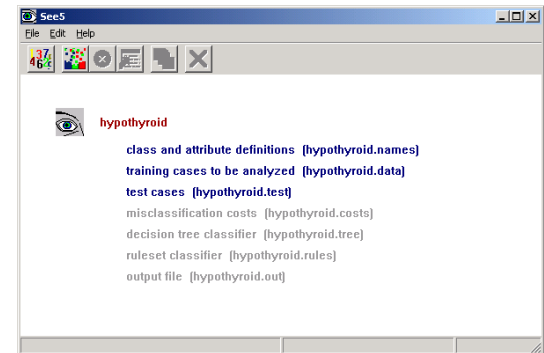 See5
File Edit Help
hypothyroid
class and attribute definitions (hypothyroid.names)
training cases to be analyzed (hypothyroid.data)
test cases (hypothyroid.test)
misclassification costs (hypothyroid.costs)
decision tree classifier (hypothyroid.tree)
ruleset classifier (hypothyroid.rules)
output file (hypothyroid.out)